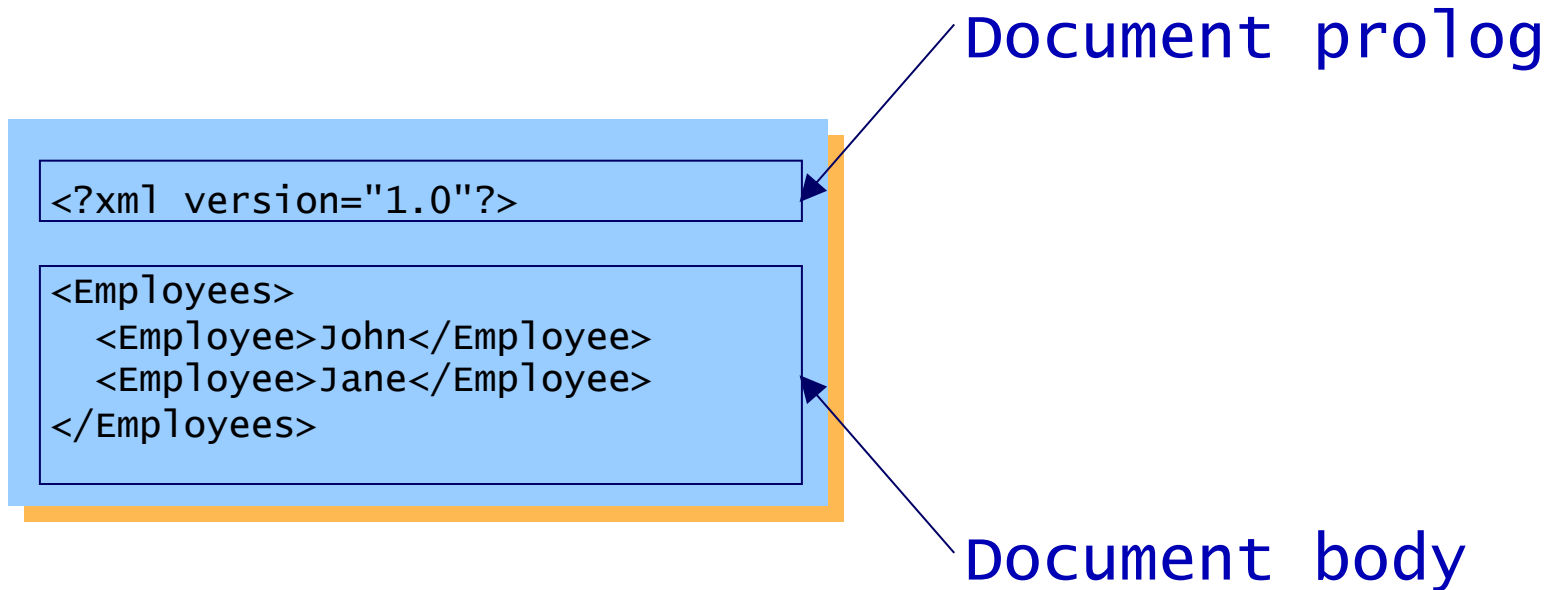 Document prolog
<?xml version="1.0"?>
<Employees>
  <Employee>John</Employee>
  <Employee>Jane</Employee>
</Employees>
Document body